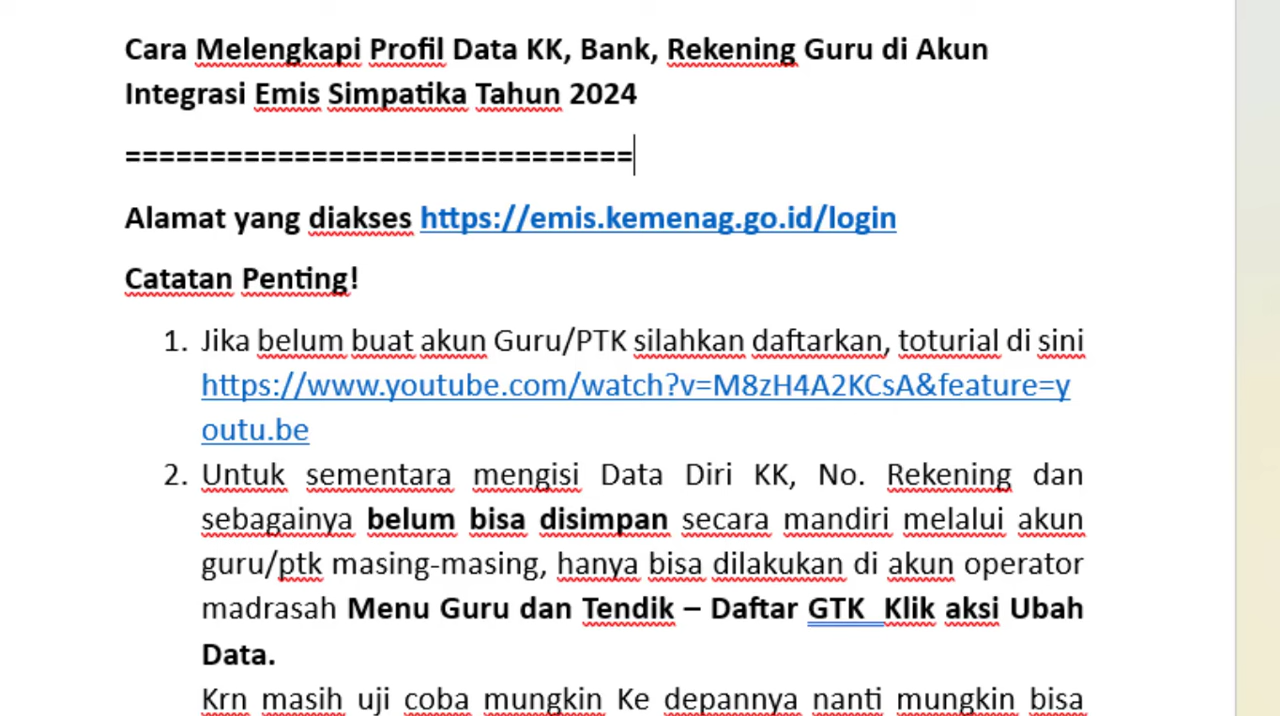 Cara Melengkapi Profil Data KK, Bank, Rekening Guru di Akun
Integrasi Emis Simpatika Tahun 2024
==============================
Alamat yang diakses https://emis.kemenag.go.id/login
Catatan Penting!
1. Jika belum buat akun Guru/PTK silahkan daftarkan, toturial di sini
https://www.youtube.com/watch?v=M8zH4A2KCsA&feature=y
outu.be
2. Untuk sementara mengisi Data Diri KK, No. Rekening dan
sebagainya belum bisa disimpan secara mandiri melalui akun
guru/ptk masing-masing, hanya bisa dilakukan di akun operator
madrasah Menu Guru dan Tendik – Daftar GTK  Klik aksi Ubah
Data.
Krn masih uji coba mungkin Ke depannya nanti mungkin bisa